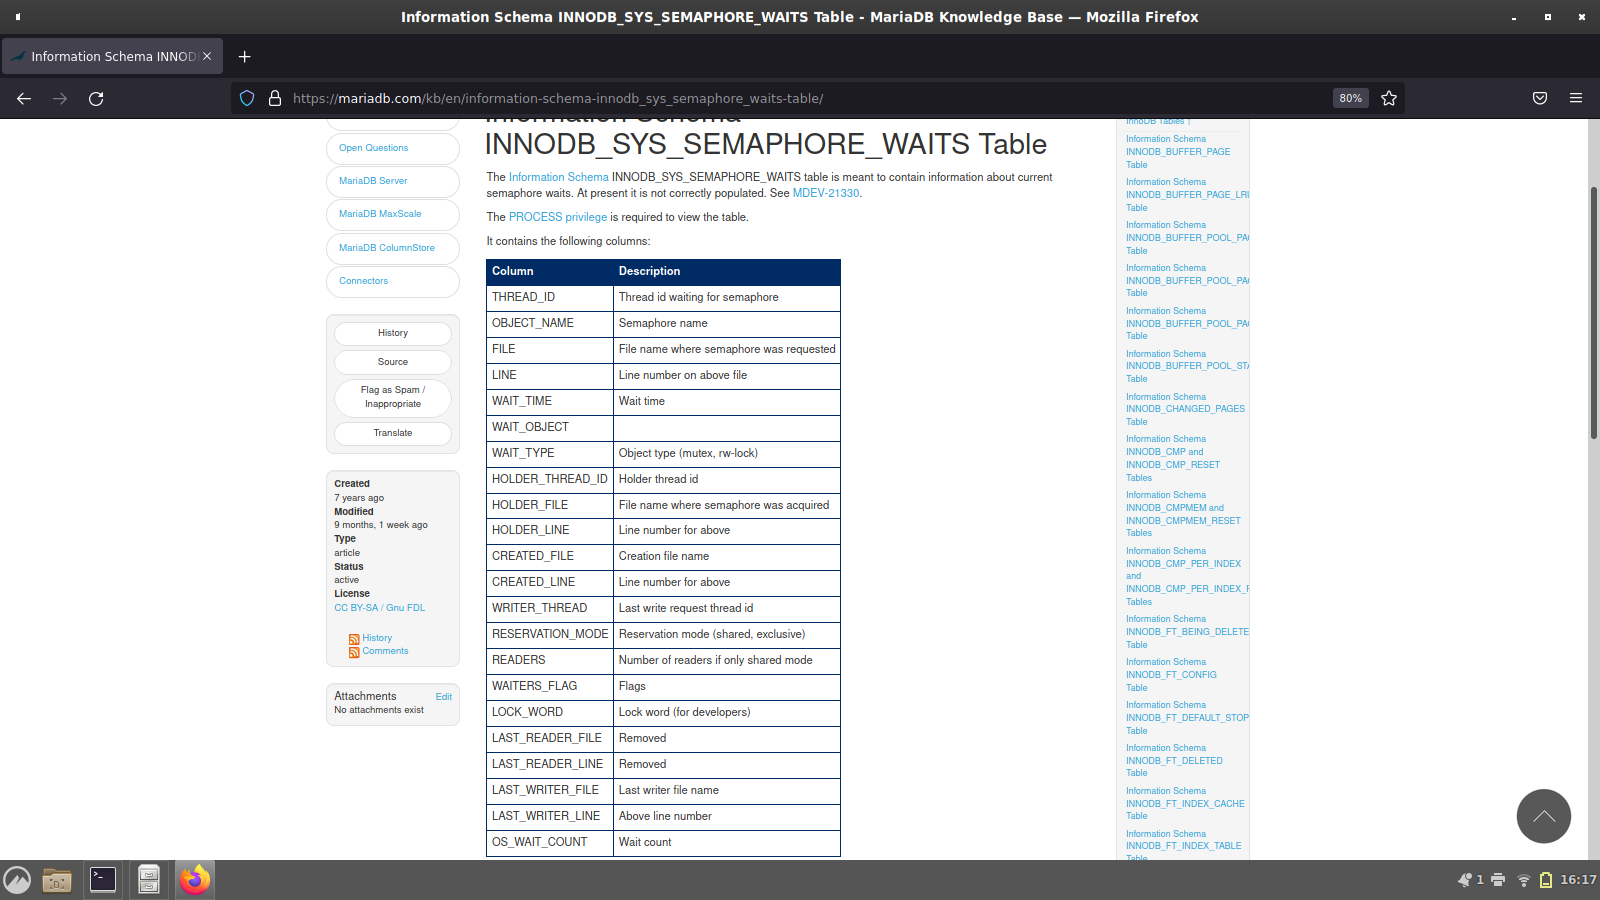 Information Schema INNODB_SYS_SEMAPHORE_WAITS Table - MariaDB Knowledge Base — Mozilla Firefox
Information Schema INNOD
https://mariadb.com/kb/en/information-schema-innodb_sys_semaphore_waits-table/
80%
Open Questions
MariaDB Server
MariaDB MaxScale
MariaDB ColumnStore
Connectors
History
Source
Flag as Spam /
Inappropriate
Translate
Created
7 years ago
Modified
9 months, 1 week ago
Type
article
Status
active
License
CC BY-SA / Gnu FDL
History
Comments
Attachments Edit
No attachments exist
Information Schema
INNODB_SYS_SEMAPHORE_WAITS Table
The Information Schema INNODB_SYS_SEMAPHORE_WAITS table is meant to contain information about current
semaphore waits. At present it is not correctly populated. See MDEV-21330.
The PROCESS privilege is required to view the table.
It contains the following columns:
Column Description
THREAD_ID Thread id waiting for semaphore
OBJECT_NAME Semaphore name
FILE File name where semaphore was requested
LINE Line number on above file
WAIT_TIME Wait time
WAIT_OBJECT
WAIT_TYPE Object type (mutex, rw-lock)
HOLDER_THREAD_ID Holder thread id
HOLDER_FILE File name where semaphore was acquired
HOLDER_LINE Line number for above
CREATED_FILE Creation file name
CREATED_LINE Line number for above
WRITER_THREAD Last write request thread id
RESERVATION_MODE Reservation mode (shared, exclusive)
READERS Number of readers if only shared mode
WAITERS_FLAG Flags
LOCK_WORD Lock word (for developers)
LAST_READER_FILE Removed
LAST_READER_LINE Removed
LAST_WRITER_FILE Last writer file name
LAST_WRITER_LINE Above line number
OS_WAIT_COUNT Wait count
InnoDB Tables ↑
Information Schema
INNODB_BUFFER_PAGE
Table
Information Schema
INNODB_BUFFER_PAGE_LR
Table
Information Schema
INNODB_BUFFER_POOL_PA
Table
Information Schema
INNODB_BUFFER_POOL_PA
Table
Information Schema
INNODB_BUFFER_POOL_PA
Table
Information Schema
INNODB_BUFFER_POOL_STA
Table
Information Schema
INNODB_CHANGED_PAGES
Table
Information Schema
INNODB_CMP and
INNODB_CMP_RESET
Tables
Information Schema
INNODB_CMPMEM and
INNODB_CMPMEM_RESET
Tables
Information Schema
INNODB_CMP_PER_INDEX
and
INNODB_CMP_PER_INDEX_R
Tables
Information Schema
INNODB_FT_BEING_DELETE
Table
Information Schema
INNODB_FT_CONFIG
Table
Information Schema
INNODB_FT_DEFAULT_STOP
Table
Information Schema
INNODB_FT_DELETED
Table
Information Schema
INNODB_FT_INDEX_CACHE
Table
Information Schema
INNODB_FT_INDEX_TABLE
Table
1
16:17